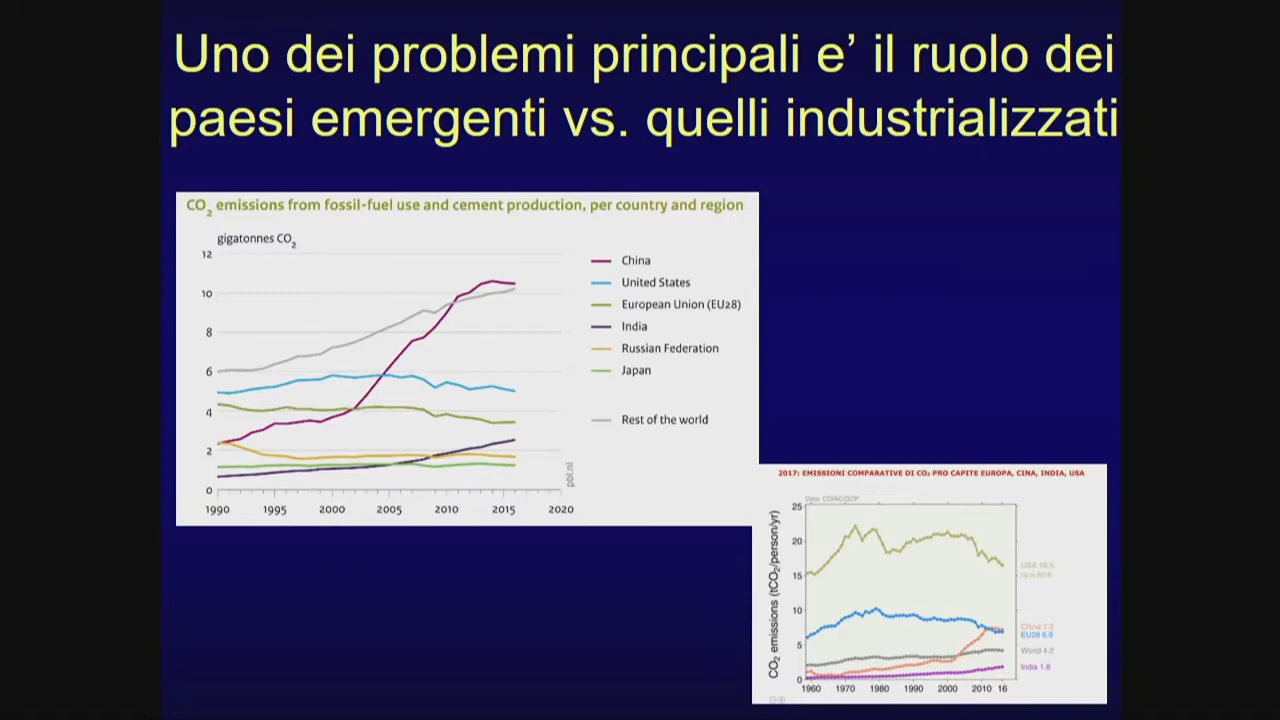 Uno dei problemi principali e’ il ruolo dei
paesi emergenti vs. quelli industrializzati
CO2 emissions from fossil-fuel use and cement production, per country and region
gigatonnes CO2
12
10
8
6
4
2
0
1990
1995
2000
2005
2010
2015
2020
China
United States
European Union (EU28)
India
Russian Federation
Japan
Rest of the world
pbl.nl
2017: EMISSIONI COMPARATIVE DI CO2 PRO CAPITE EUROPA, CINA, INDIA, USA
Data: CDIAC/GCP
CO2 emissions (tCO2/person/yr)
25
20
15
10
5
0
1960
1970
1980
1990
2000
2010
16
USA 16.5
China 7.2
EU28 6.9
World 4.2
India 1.8